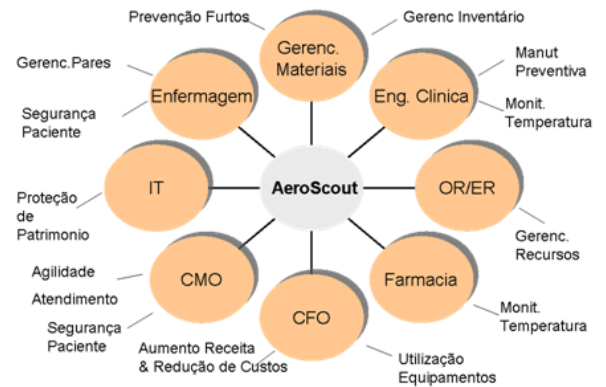 Prevenção Furtos
Gerenc Inventário
Gerenc.
Materiais
Gerenc.Pares
Manut
Preventiva
Enfermagem
Eng. Clinica
Segurança
Paciente
Monit.
Temperatura
IT
AeroScout
OR/ER
Proteção
de
Patrimonio
Gerenc.
Recursos
Agilidade
Atendimento
CMO
Farmacia
Segurança
Paciente
CFO
Monit.
Temperatura
Aumento Receita
& Redução de Custos
Utilização
Equipamentos